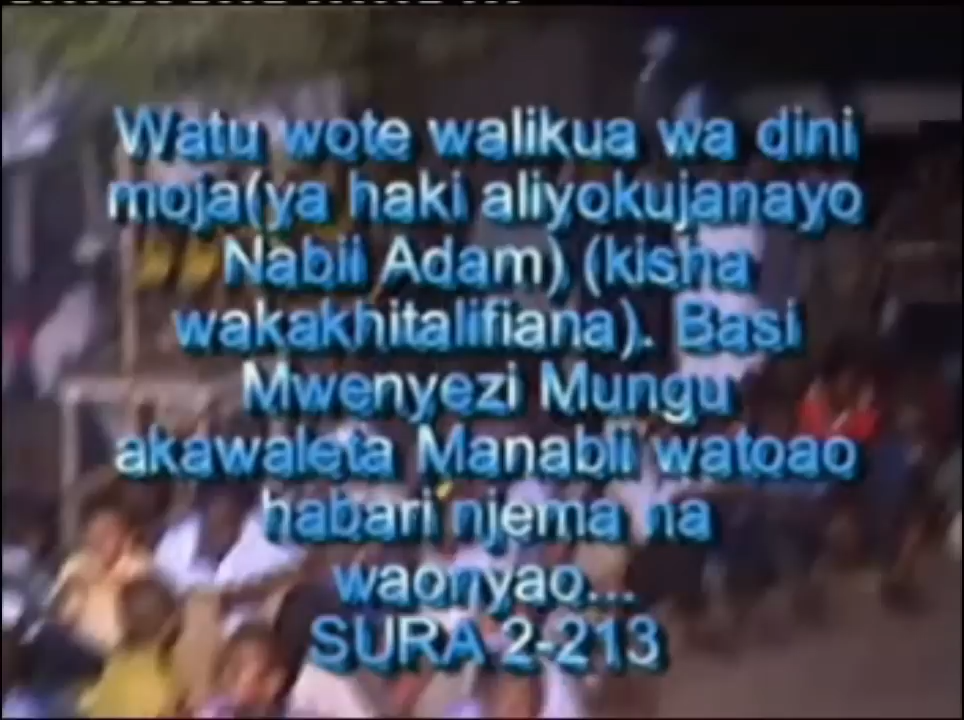 Watu wote walikua wa dini
moja(ya haki aliyokujanayo
Nabii Adam) (kisha
wakakhitalifiana). Basi
Mwenyezi Mungu
akawaleta Manabii watoao
habari njema na
waonyao...
SURA 2-213